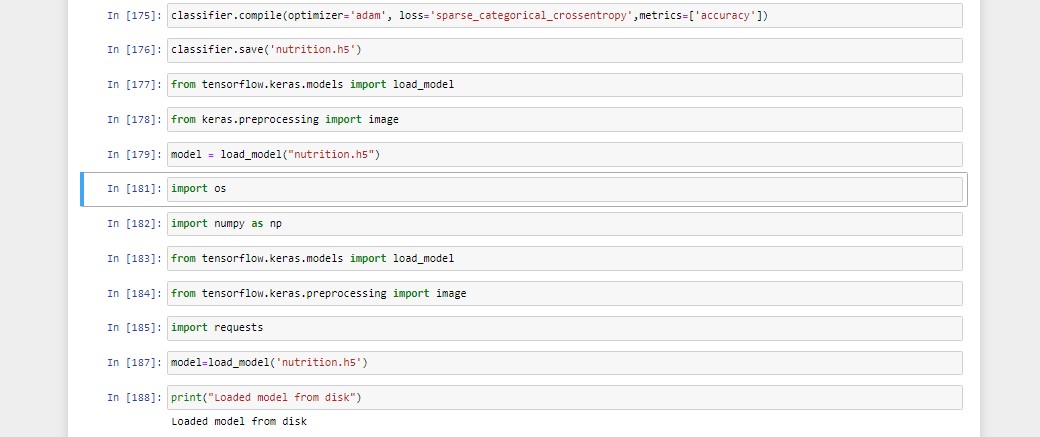 In [175]: classifier.compile(optimizer='adam', loss='sparse_categorical_crossentropy',metrics=['accuracy'])
In [176]: classifier.save('nutrition.h5')
In [177]: from tensorflow.keras.models import load_model
In [178]: from keras.preprocessing import image
In [179]: model = load_model("nutrition.h5")
In [181]: import os
In [182]: import numpy as np
In [183]: from tensorflow.keras.models import load_model
In [184]: from tensorflow.keras.preprocessing import image
In [185]: import requests
In [187]: model=load_model('nutrition.h5')
In [188]: print("Loaded model from disk")
Loaded model from disk